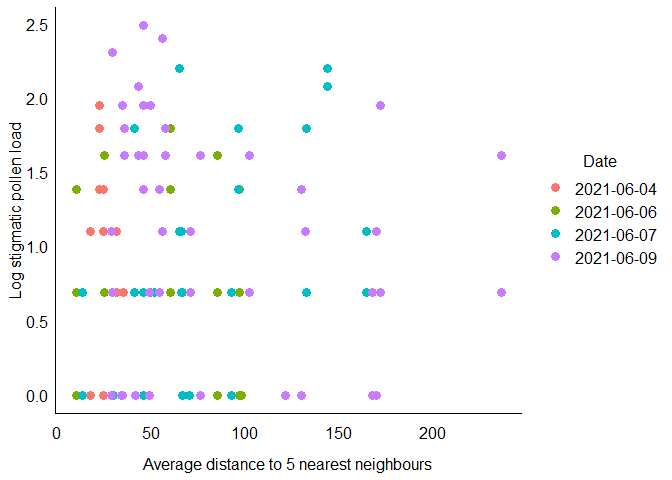 2.5
2.0
1.5
1.0
0.5
0.0
Log stigmatic pollen load
0 50 100 150 200
Average distance to 5 nearest neighbours
Date
2021-06-04
2021-06-06
2021-06-07
2021-06-09